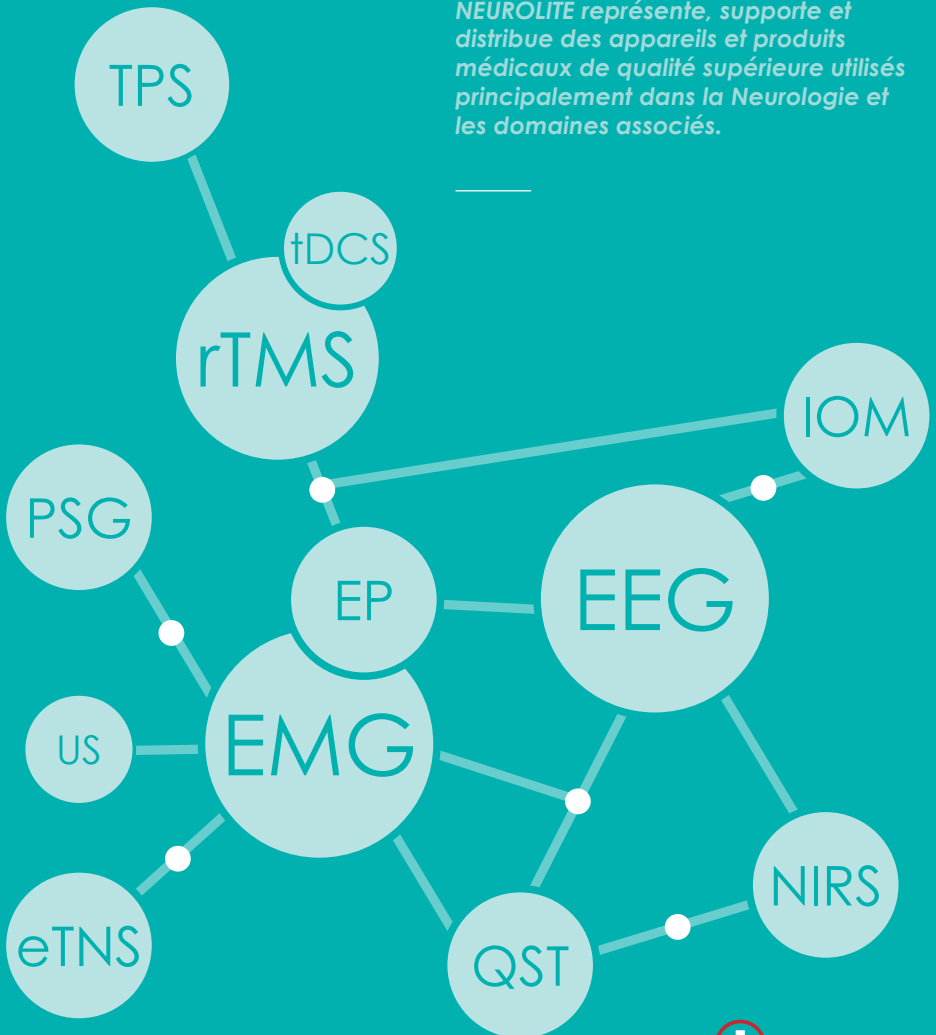 NEUROLITE représente, supporte et
distribue des appareils et produits
médicaux de qualité supérieure utilisés
principalement dans la Neurologie et
les domaines associés.
TPS
tDCS
rTMS
IOM
PSG
EP
EEG
EMG
US
NIRS
eTNS
QST